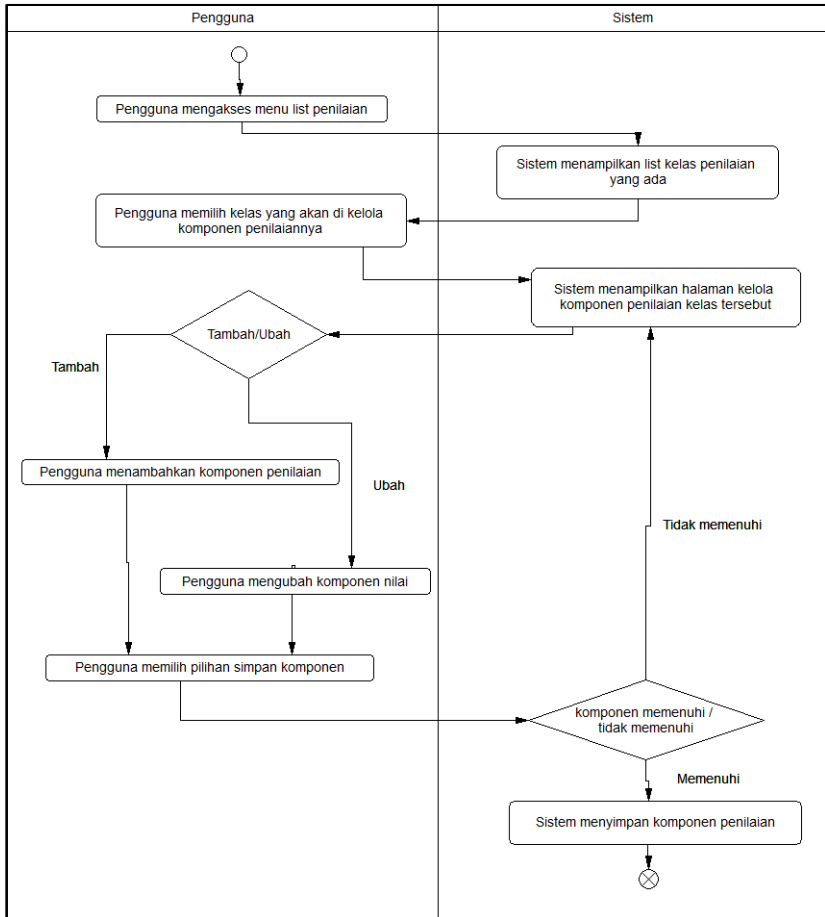 Pengguna
Sistem
Pengguna mengakses menu list penilaian
Sistem menampilkan list kelas penilaian
yang ada
Pengguna memilih kelas yang akan di kelola
komponen penilaiannya
Sistem menampilkan halaman kelola
komponen penilaian kelas tersebut
Tambah/Ubah
Tambah
Pengguna menambahkan komponen penilaian
Ubah
Tidak memenuhi
Pengguna mengubah komponen nilai
Pengguna memilih pilihan simpan komponen
komponen memenuhi /
tidak memenuhi
Memenuhi
Sistem menyimpan komponen penilaian